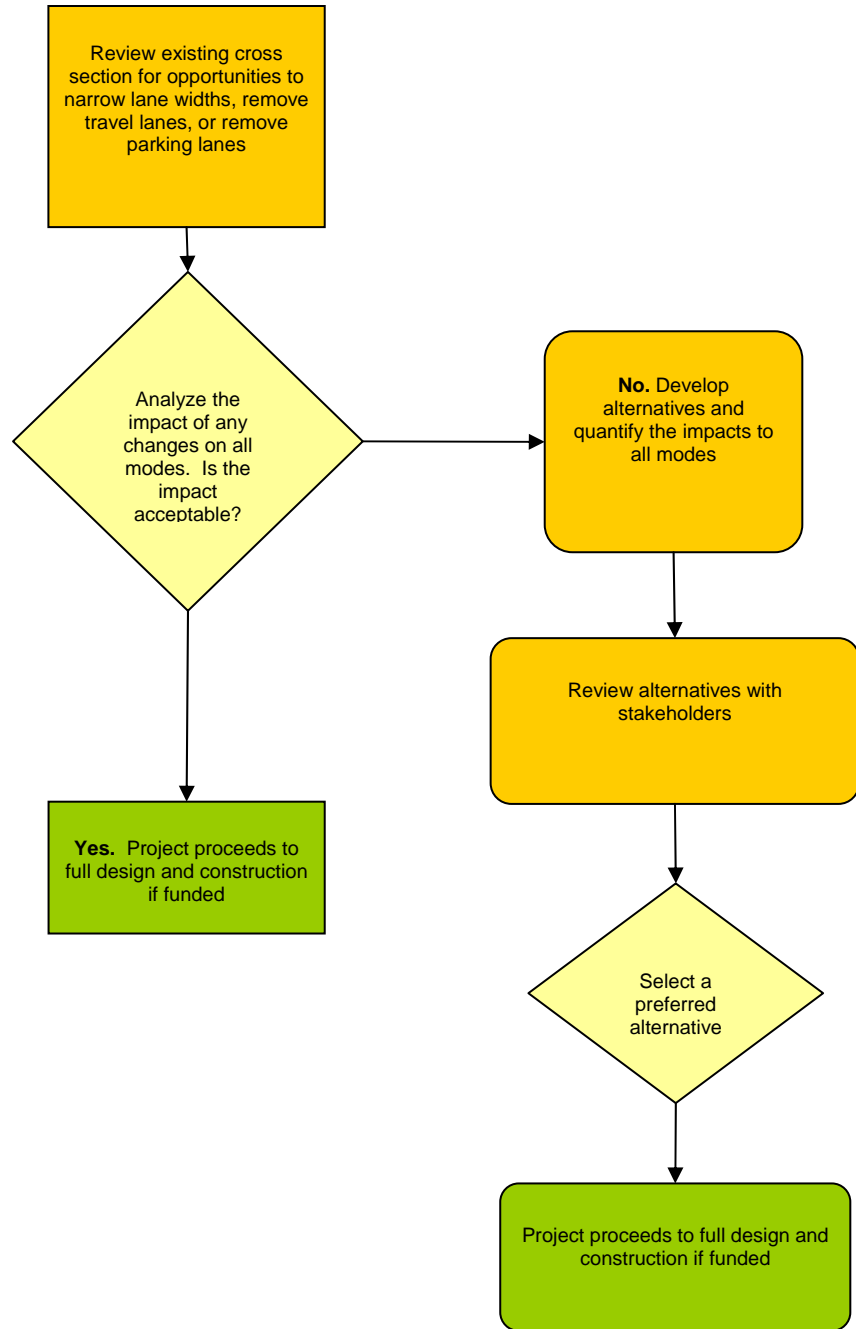 Review existing cross
section for opportunities to
narrow lane widths, remove
travel lanes, or remove
parking lanes
Analyze the
impact of any
changes on all
modes.  Is the
impact
acceptable?
No. Develop
alternatives and
quantify the impacts to
all modes
Review alternatives with
stakeholders
Yes.  Project proceeds to
full design and construction
if funded
Select a
preferred
alternative
Project proceeds to full design and
construction if funded